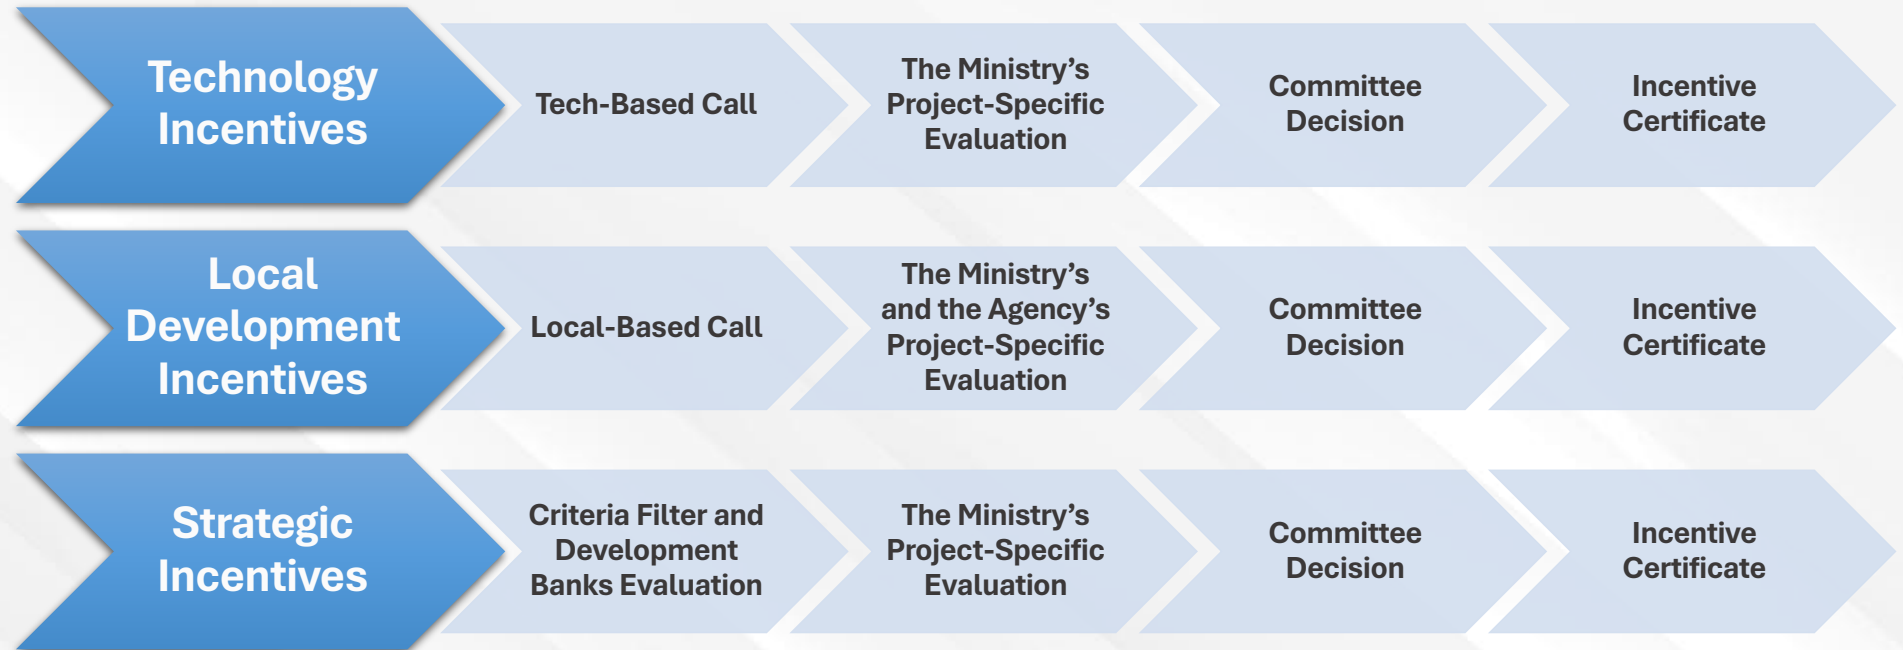 Technology
Incentives
Tech-Based Call
The Ministry’s
Project-Specific
Evaluation
Committee
Decision
Incentive
Certificate
Local
Development
Incentives
Local-Based Call
The Ministry’s
and the Agency’s
Project-Specific
Evaluation
Committee
Decision
Incentive
Certificate
Strategic
Incentives
Criteria Filter and
Development
Banks Evaluation
The Ministry’s
Project-Specific
Evaluation
Committee
Decision
Incentive
Certificate